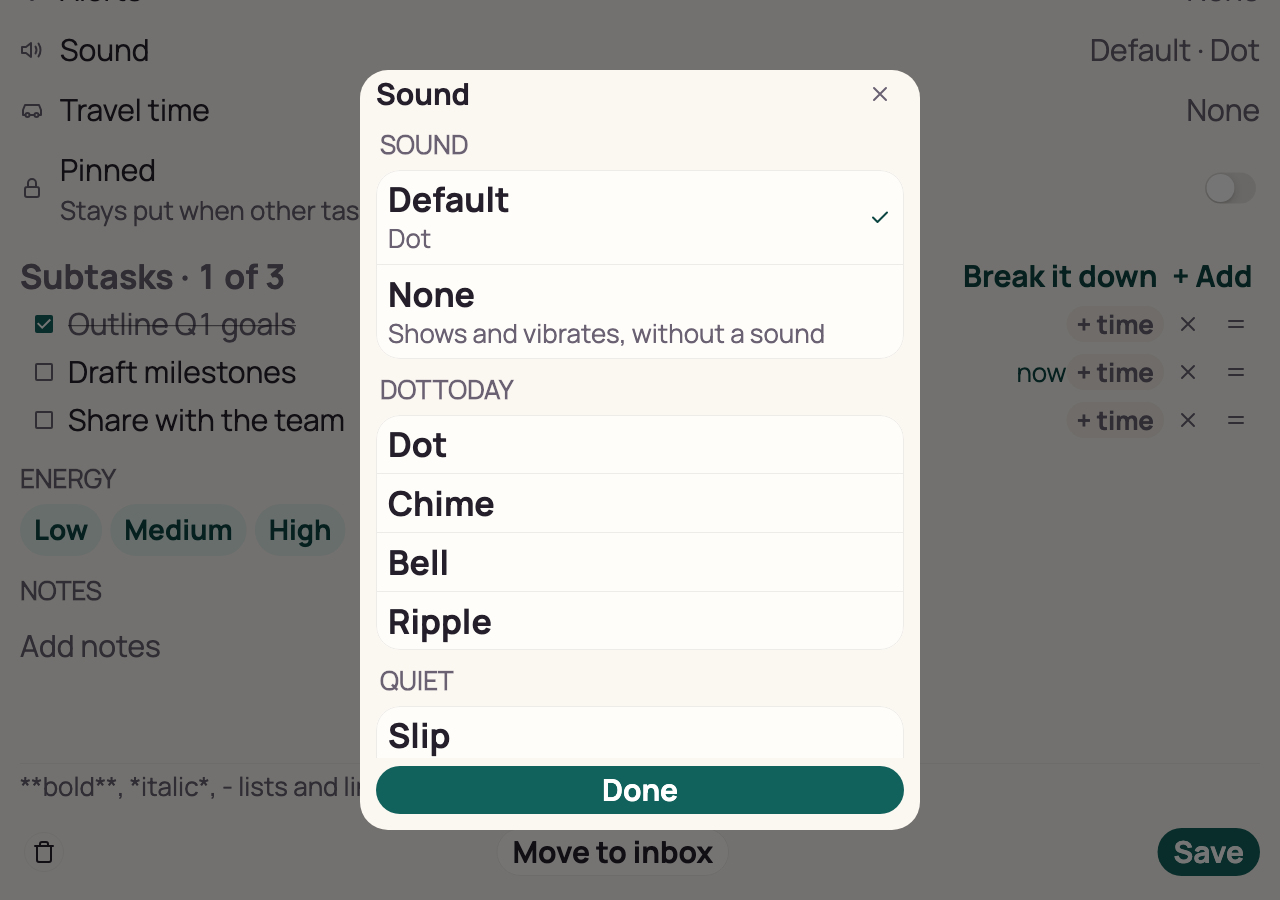 Sound
Default · Dot
Travel time
None
Pinned
Stays put when other tas
Subtasks · 1 of 3
Break it down
+ Add
Outline Q1 goals
+ time
Draft milestones
now
+ time
Share with the team
+ time
ENERGY
Low
Medium
High
NOTES
Add notes
**bold**, *italic*, - lists and li
Move to inbox
Save
Sound
SOUND
Default
Dot
None
Shows and vibrates, without a sound
DOTTODAY
Dot
Chime
Bell
Ripple
QUIET
Slip
Done